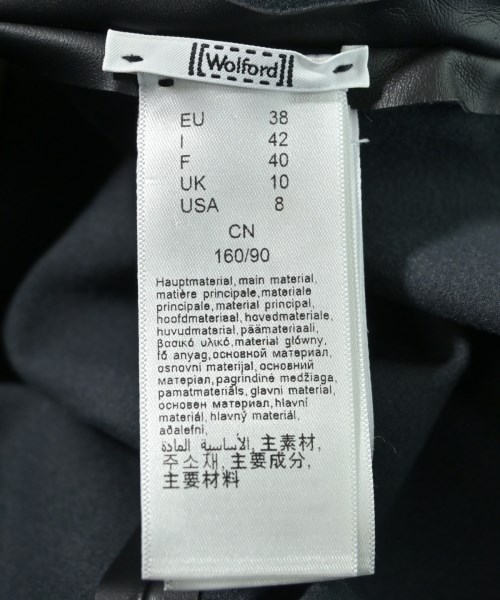 [Wolford]
EU 38
I 42
F 40
UK 10
USA 8
CN
160/90
Hauptmaterial, main material,
matière principale, materiale
principale, material principal,
hoofdmateriaal, hovedmateriale,
huvudmaterial, päämateriaali,
βασικό υλικό, material główny,
fő anyag, основной материал,
osnovni materijal, основний
матеріал, pagrindinė medžiaga,
pamatmateriāls, glavni material,
основен материал, hlavní
materiál, hlavný materiál,
aðalefni,
المادة الأساسية, 主素材,
주소재, 主要成分,
主要材料